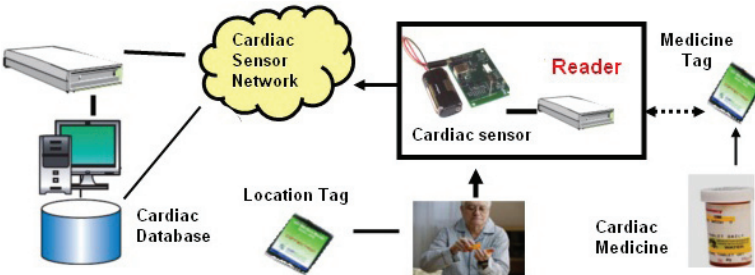 Cardiac
Sensor
Network
Reader
Cardiac sensor
Medicine
Tag
Location Tag
Cardiac
Database
Cardiac
Medicine